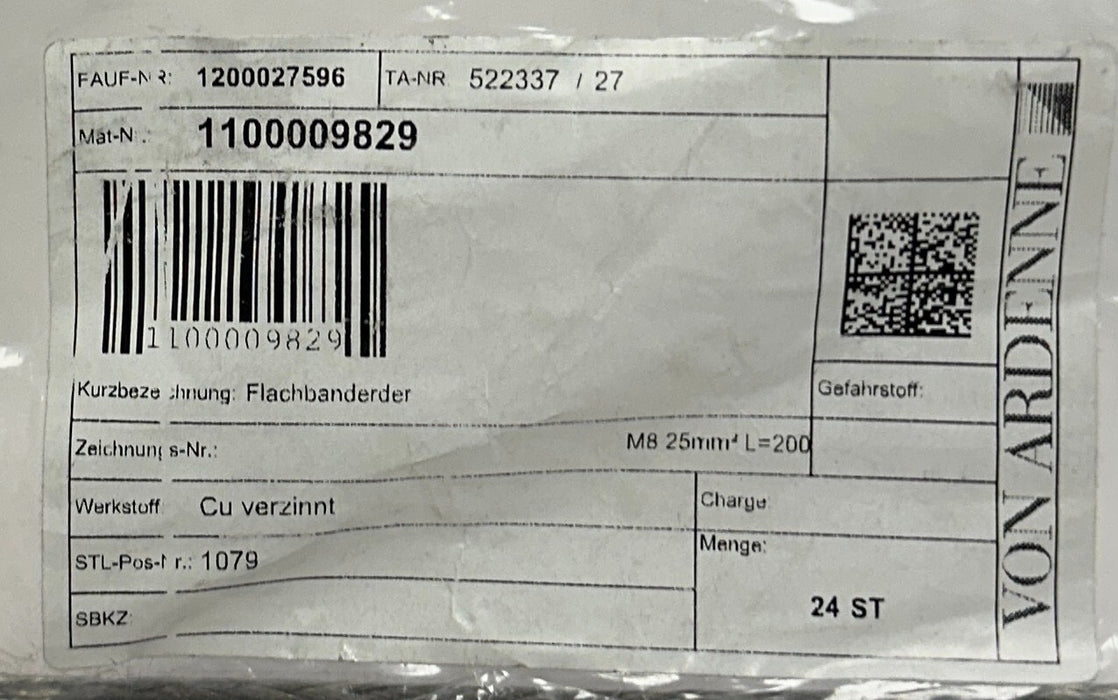 FAUF-NR: 1200027596 TA-NR 522337 / 27
Mat-N.: 1100009829
1100009829
Kurzbezeichnung: Flachbanderder
Gefahrstoff:
Zeichnungs-Nr.: M8 25mm² L=200
Werkstoff Cu verzinnt
Charge
STL-Pos-Nr.: 1079
Menge:
24 ST
SBKZ:
VON ARDENNE